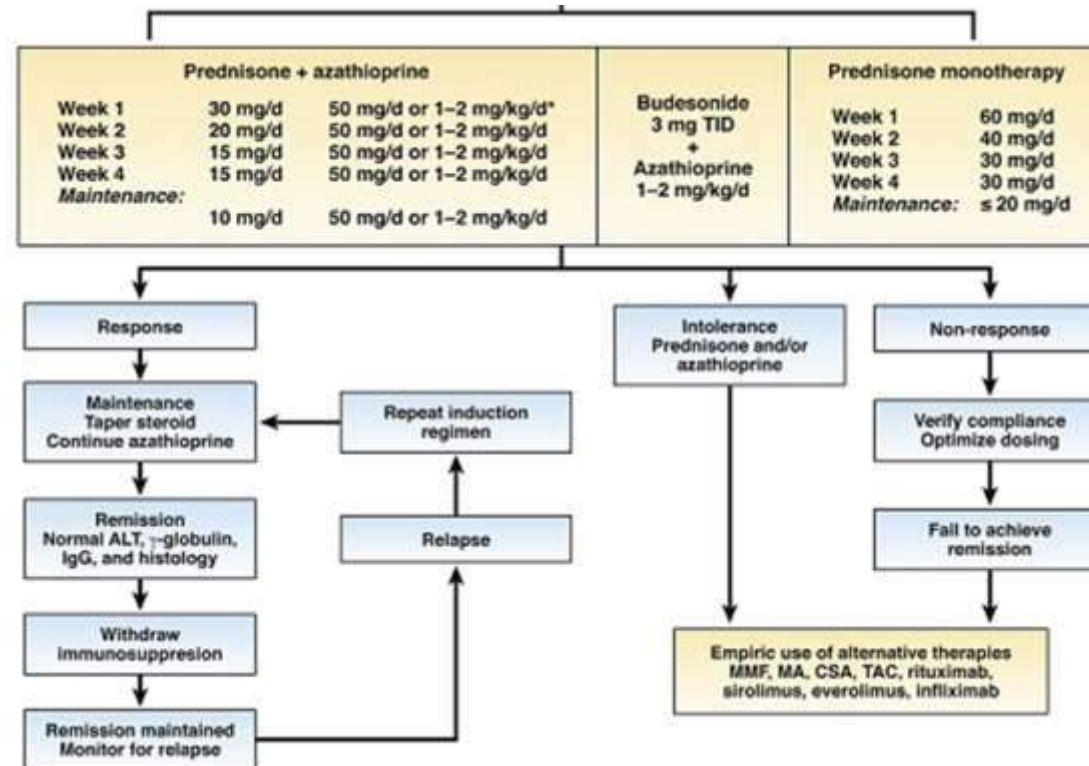 Prednisone + azathioprine
Week 1 30 mg/d 50 mg/d or 1–2 mg/kg/d*
Week 2 20 mg/d 50 mg/d or 1–2 mg/kg/d
Week 3 15 mg/d 50 mg/d or 1–2 mg/kg/d
Week 4 15 mg/d 50 mg/d or 1–2 mg/kg/d
Maintenance:
10 mg/d 50 mg/d or 1–2 mg/kg/d
Budesonide
3 mg TID
+
Azathioprine
1–2 mg/kg/d
Prednisone monotherapy
Week 1 60 mg/d
Week 2 40 mg/d
Week 3 30 mg/d
Week 4 30 mg/d
Maintenance: ≤ 20 mg/d
Response
Maintenance
Taper steroid
Continue azathioprine
Remission
Normal ALT, γ-globulin,
IgG, and histology
Withdraw
immunosuppresion
Remission maintained
Monitor for relapse
Repeat induction
regimen
Relapse
Intolerance
Prednisone and/or
azathioprine
Non-response
Verify compliance
Optimize dosing
Fail to achieve
remission
Empiric use of alternative therapies
MMF, MA, CSA, TAC, rituximab,
sirolimus, everolimus, infliximab